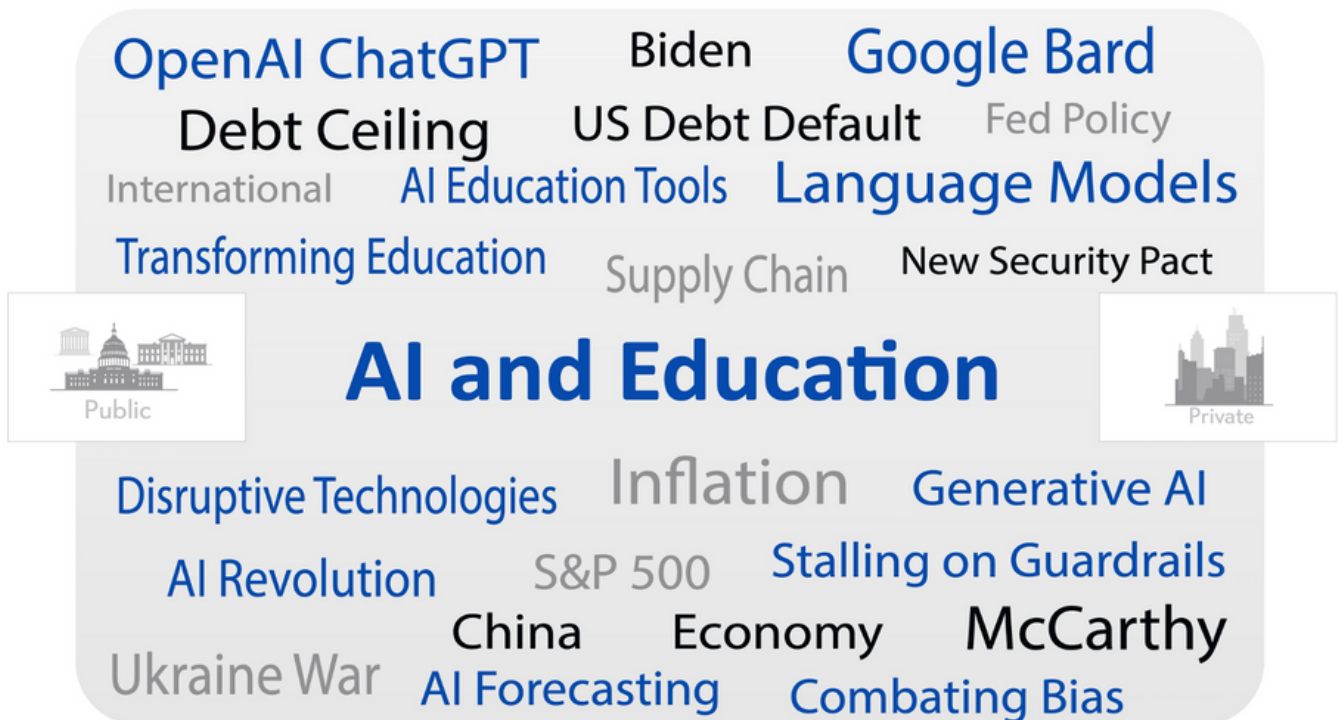 OpenAI ChatGPT Biden Google Bard
Debt Ceiling US Debt Default Fed Policy
International AI Education Tools Language Models
Transforming Education Supply Chain New Security Pact
Public AI and Education Private
Disruptive Technologies Inflation Generative AI
AI Revolution S&P 500 Stalling on Guardrails
China Economy McCarthy
Ukraine War AI Forecasting Combating Bias